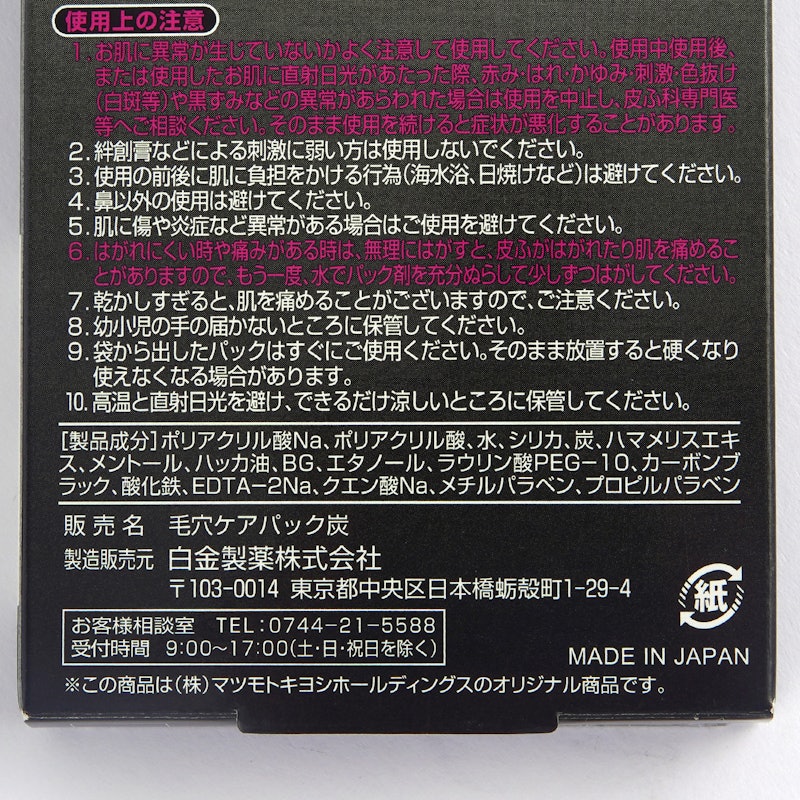 使用上の注意
1. お肌に異常が生じていないかよく注意して使用してください。使用中使用後、
または使用したお肌に直射日光があたった際、赤み・はれ・かゆみ・刺激・色抜け
(白斑等)や黒ずみなどの異常があらわれた場合は使用を中止し、皮ふ科専門医
等へご相談ください。そのまま使用を続けると症状が悪化することがあります。
2. 絆創膏などによる刺激に弱い方は使用しないでください。
3. 使用の前後に肌に負担をかける行為(海水浴、日焼けなど)は避けてください。
4. 鼻以外の使用は避けてください。
5. 肌に傷や炎症など異常がある場合はご使用を避けてください。
6. はがれにくい時や痛みがある時は、無理にはがすと、皮ふがはがれたり肌を痛めるこ
とがありますので、もう一度、水でパック剤を充分ぬらして少しずつはがしてください。
7. 乾かしすぎると、肌を痛めることがございますので、ご注意ください。
8. 幼小児の手の届かないところに保管してください。
9. 袋から出したパックはすぐにご使用ください。そのまま放置すると硬くなり
使えなくなる場合があります。
10. 高温と直射日光を避け、できるだけ涼しいところに保管してください。
[製品成分]ポリアクリル酸Na、ポリアクリル酸、水、シリカ、炭、ハマメリスエキ
ス、メントール、ハッカ油、BG、エタノール、ラウリン酸PEG-10、カーボンブ
ラック、酸化鉄、EDTA-2Na、クエン酸Na、メチルパラベン、プロピルパラベン
販売名 毛穴ケアパック炭
製造販売元 白金製薬株式会社
〒103-0014 東京都中央区日本橋蛎殻町1-29-4
紙
お客様相談室 TEL:0744-21-5588
受付時間 9:00～17:00(土・日・祝日を除く)
MADE IN JAPAN
※この商品は(株)マツモトキヨシホールディングスのオリジナル商品です。